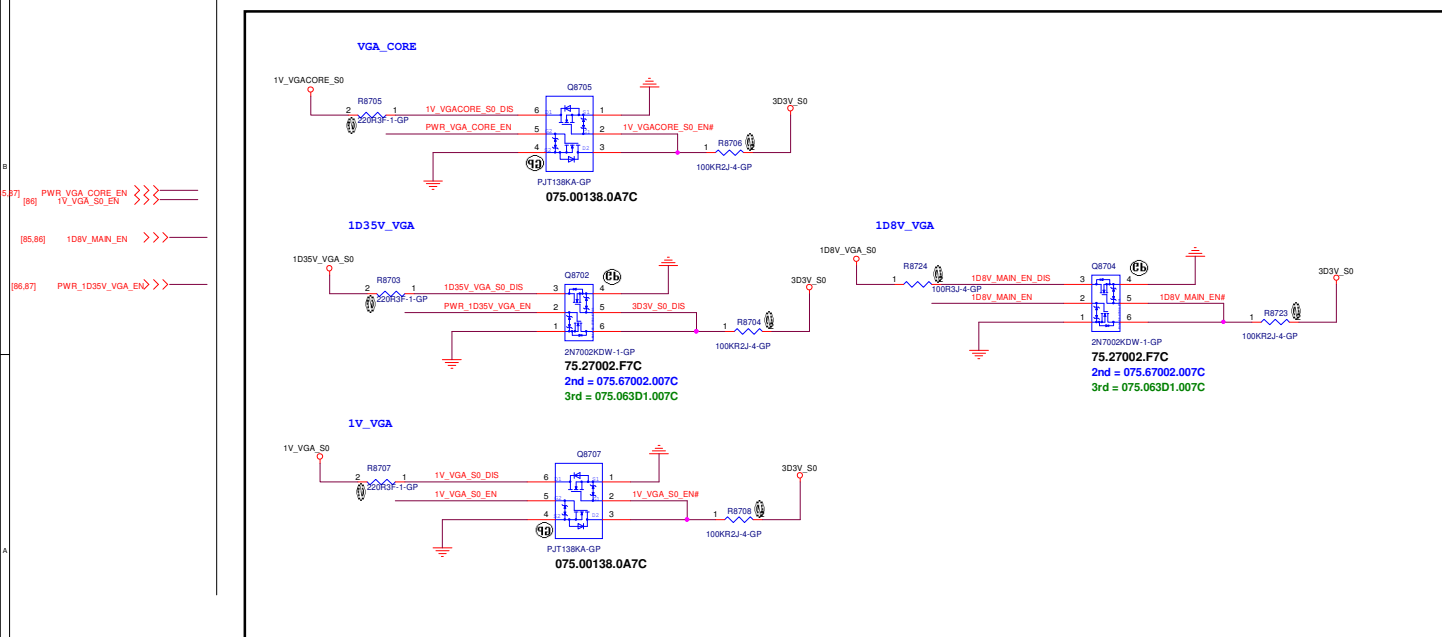 VGA_CORE
1V_VGACORE_S0
R8705
2
1
220R3F-1-GP
1V_VGACORE_S0_DIS
PWR_VGA_CORE_EN
Q8705
6
5
4
1
2
3
1V_VGACORE_S0_EN#
3D3V_S0
1
R8706
100KR2J-4-GP
PJT138KA-GP
075.00138.0A7C
B
PWR_VGA_CORE_EN
[86]
1V_VGA_S0_EN
[85,86]
1D8V_MAIN_EN
[86,87]
PWR_1D35V_VGA_EN
1D35V_VGA
1D35V_VGA_S0
R8703
2
1
220R3F-1-GP
1D35V_VGA_S0_DIS
PWR_1D35V_VGA_EN
Q8702
3
2
1
4
5
6
3D3V_S0_DIS
3D3V_S0
1
R8704
100KR2J-4-GP
2N7002KDW-1-GP
75.27002.F7C
2nd = 075.67002.007C
3rd = 075.063D1.007C
1D8V_VGA
1D8V_VGA_S0
1
R8724
100R3J-4-GP
1D8V_MAIN_EN_DIS
1D8V_MAIN_EN
Q8704
3
2
1
4
5
6
1D8V_MAIN_EN#
3D3V_S0
1
R8723
100KR2J-4-GP
2N7002KDW-1-GP
75.27002.F7C
2nd = 075.67002.007C
3rd = 075.063D1.007C
1V_VGA
1V_VGA_S0
R8707
2
1
220R3F-1-GP
1V_VGA_S0_DIS
1V_VGA_S0_EN
Q8707
6
5
4
1
2
3
1V_VGA_S0_EN#
3D3V_S0
1
R8708
100KR2J-4-GP
PJT138KA-GP
075.00138.0A7C
A